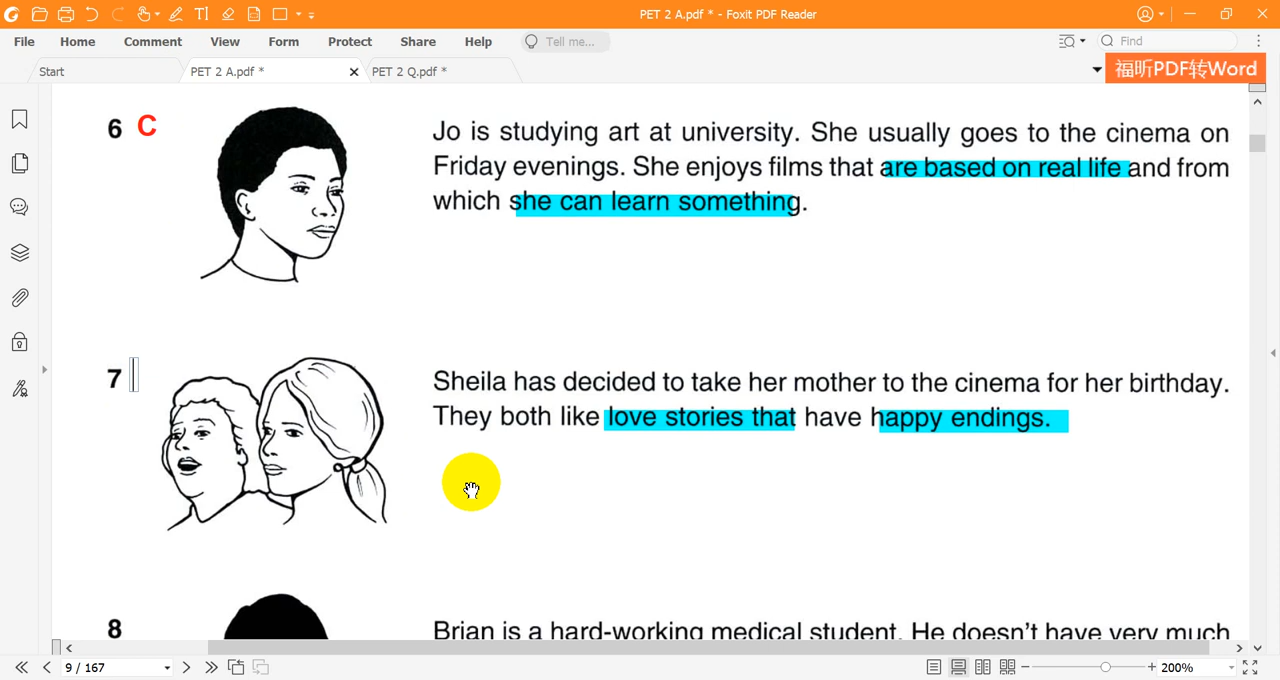 PET 2 A.pdf * - Foxit PDF Reader
File Home Comment View Form Protect Share Help Tell me... Find
Start PET 2 A.pdf * PET 2 Q.pdf * 福昕PDF转Word
6 C
Jo is studying art at university. She usually goes to the cinema on
Friday evenings. She enjoys films that are based on real life and from
which she can learn something.
7
Sheila has decided to take her mother to the cinema for her birthday.
They both like love stories that have happy endings.
8
Brian is a hard-working medical student. He doesn't have very much
9 / 167 200%